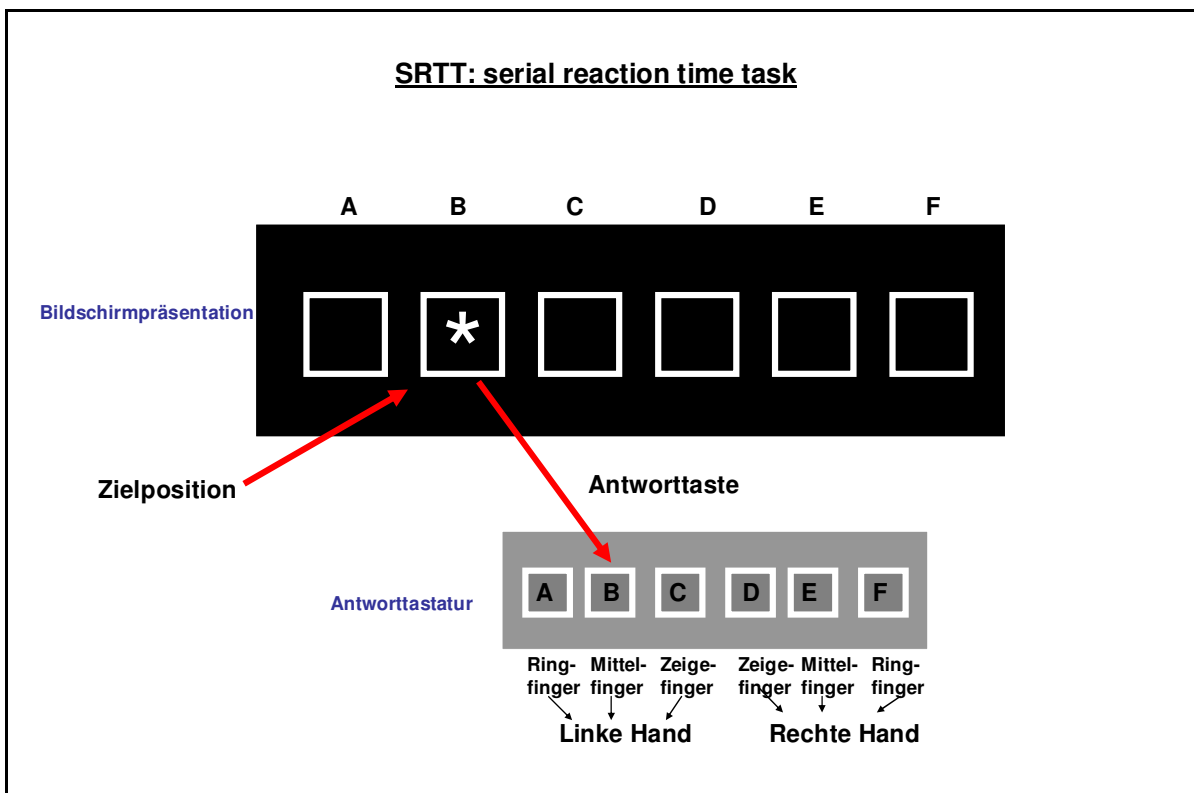 SRTT: serial reaction time task
A B C D E F
Bildschirmpräsentation
*
Zielposition
Antworttaste
Antworttastatur
A B C D E F
Ring- Mittel- Zeige- Zeige- Mittel- Ring-
finger finger finger finger finger finger
Linke Hand Rechte Hand